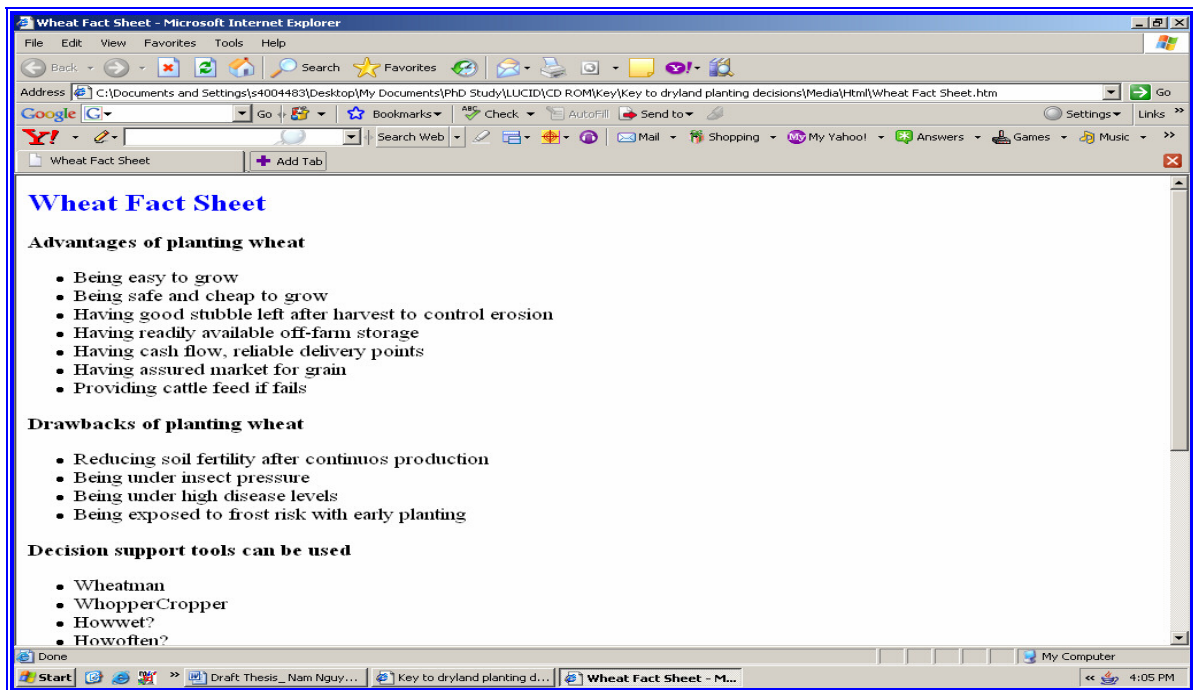 Wheat Fact Sheet - Microsoft Internet Explorer
File Edit View Favorites Tools Help
Back Search Favorites
Address C:\Documents and Settings\s4004483\Desktop\My Documents\PhD Study\LUCID\CD ROM\Key\Key to dryland planting decisions\Media\Html\Wheat Fact Sheet.htm Go
Google G Go Bookmarks ABC Check AutoFill Send to Settings Links »
Y! Search Web Mail Shopping My Yahoo! Answers Games Music »
Wheat Fact Sheet Add Tab
Wheat Fact Sheet
Advantages of planting wheat
• Being easy to grow
• Being safe and cheap to grow
• Having good stubble left after harvest to control erosion
• Having readily available off-farm storage
• Having cash flow, reliable delivery points
• Having assured market for grain
• Providing cattle feed if fails
Drawbacks of planting wheat
• Reducing soil fertility after continuos production
• Being under insect pressure
• Being under high disease levels
• Being exposed to frost risk with early planting
Decision support tools can be used
• Wheatman
• WhopperCropper
• Howwet?
• Howoften?
Done My Computer
Start » Draft Thesis_ Nam Nguy... Key to dryland planting d... Wheat Fact Sheet - M... « 4:05 PM